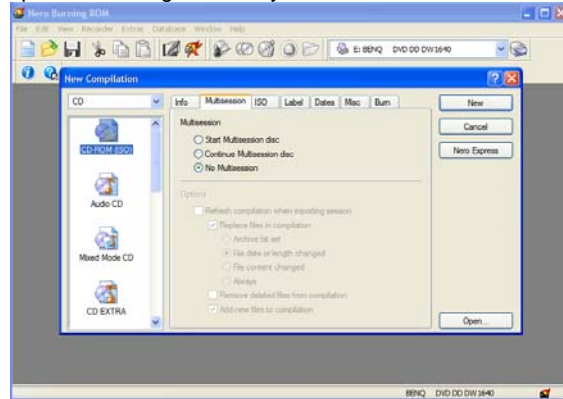 Nero Burning ROM
File Edit View Recorder Extras Database Window Help
E: BENQ DVD DD DW1640
New Compilation
CD
Info Multisession ISO Label Dates Misc Burn
New
Cancel
Nero Express
CD-ROM (ISO)
Audio CD
Mixed Mode CD
CD EXTRA
Multisession
Start Multisession disc
Continue Multisession disc
No Multisession
Options
Refresh compilation when importing session
Replace files in compilation
Archive bit set
File date or length changed
File content changed
Always
Remove deleted files from compilation
Add new files to compilation
Open...
BENQ DVD DD DW1640